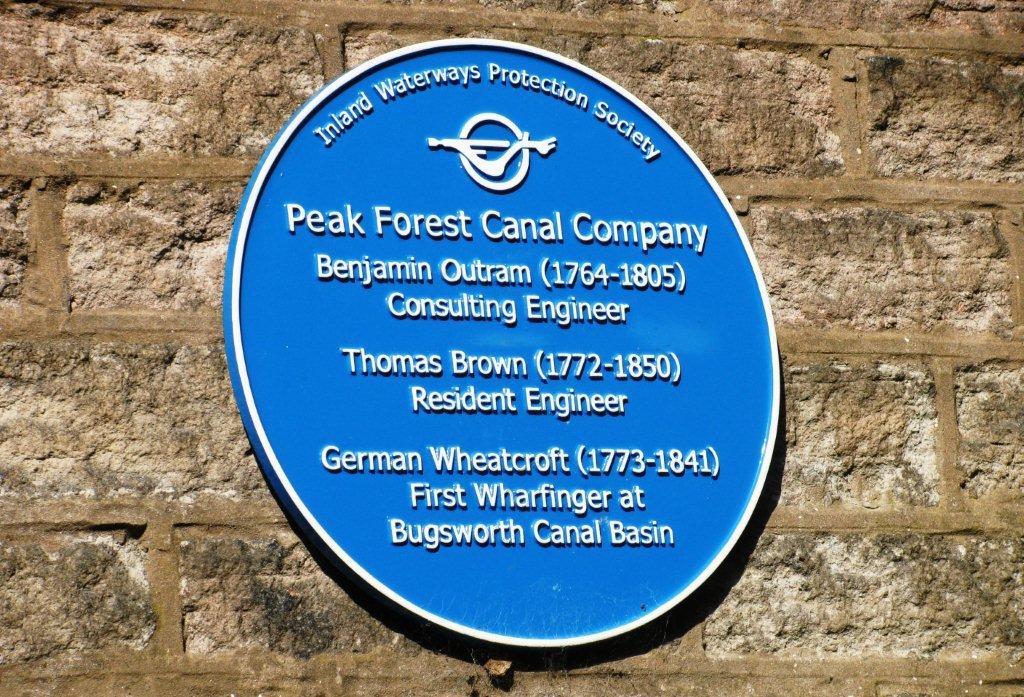 Inland Waterways Protection Society
Peak Forest Canal Company
Benjamin Outram (1764-1805)
Consulting Engineer
Thomas Brown (1772-1850)
Resident Engineer
German Wheatcroft (1773-1841)
First Wharfinger at
Bugsworth Canal Basin